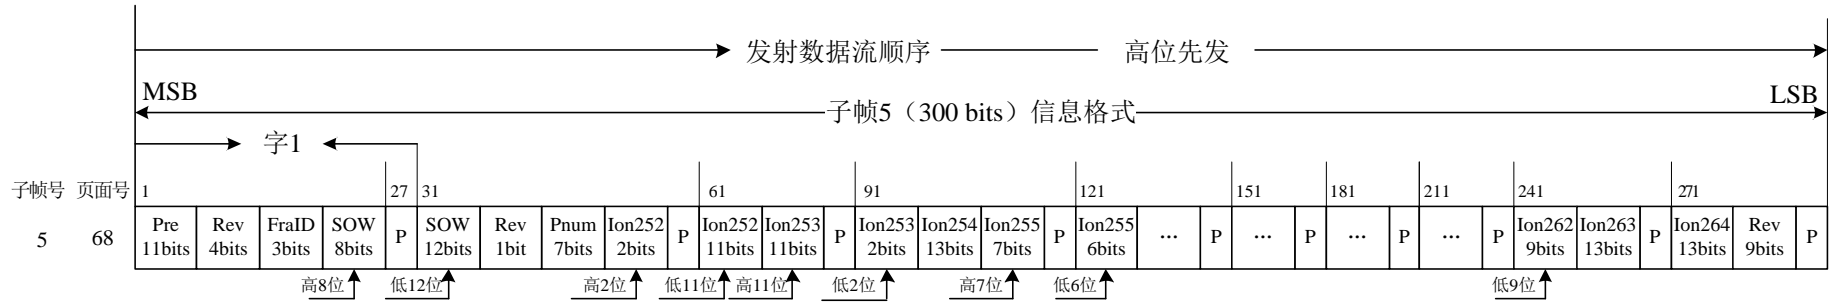 发射数据流顺序 高位先发
MSB LSB
子帧5（300 bits）信息格式
字1
子帧号 页面号 1 27 31 61 91 121 151 181 211 241 271
5 68
Pre 11bits
Rev 4bits
FraID 3bits
SOW 8bits
P
SOW 12bits
Rev 1bit
Pnum 7bits
Ion252 2bits
P
Ion252 11bits
Ion253 11bits
P
Ion253 2bits
Ion254 13bits
Ion255 7bits
P
Ion255 6bits
...
P
...
P
...
P
...
P
Ion262 9bits
Ion263 13bits
P
Ion264 13bits
Rev 9bits
P
高8位 低12位 高2位 低11位 高11位 低2位 高7位 低6位 低9位